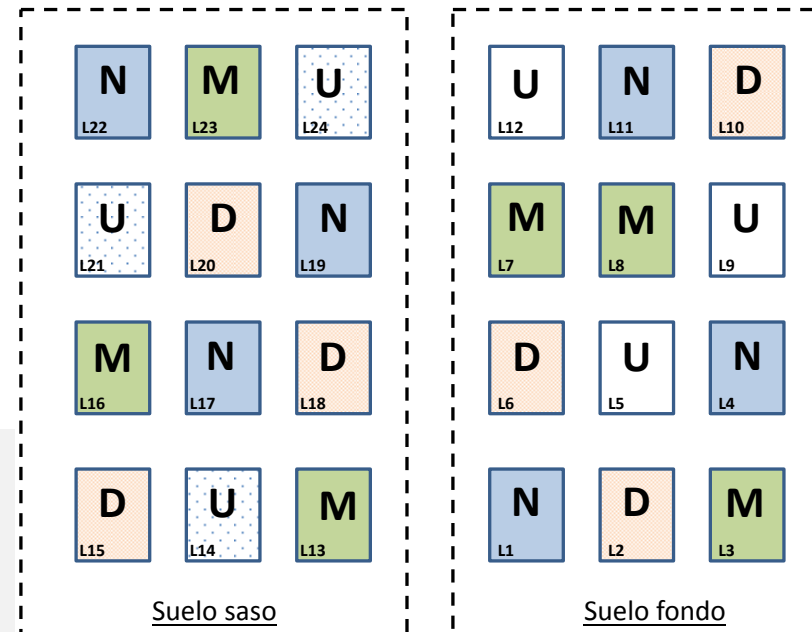 N M U
L22 L23 L24
U D N
L21 L20 L19
M N D
L16 L17 L18
D U M
L15 L14 L13
Suelo saso
U N D
L12 L11 L10
M M U
L7 L8 L9
D U N
L6 L5 L4
N D M
L1 L2 L3
Suelo fondo